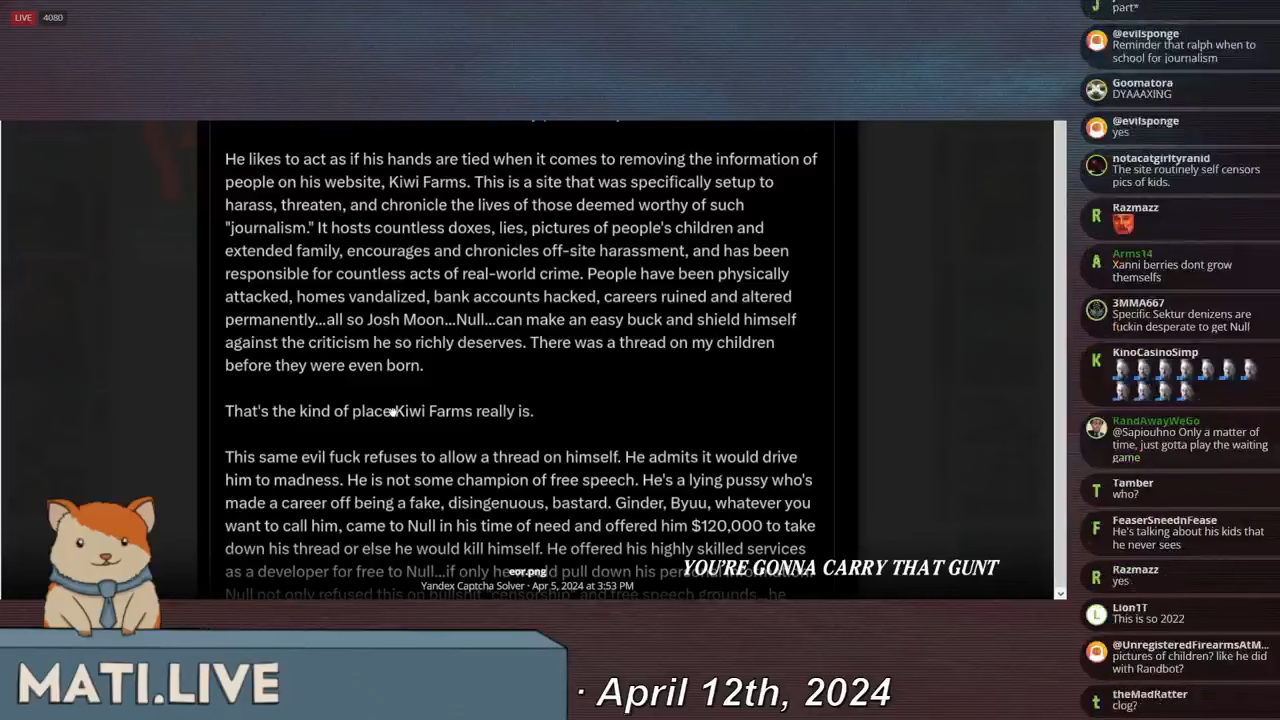 LIVE 4080
He likes to act as if his hands are tied when it comes to removing the information of
people on his website, Kiwi Farms. This is a site that was specifically setup to
harass, threaten, and chronicle the lives of those deemed worthy of such
"journalism." It hosts countless doxes, lies, pictures of people's children and
extended family, encourages and chronicles off-site harassment, and has been
responsible for countless acts of real-world crime. People have been physically
attacked, homes vandalized, bank accounts hacked, careers ruined and altered
permanently...all so Josh Moon...Null...can make an easy buck and shield himself
against the criticism he so richly deserves. There was a thread on my children
before they were even born.
That's the kind of place Kiwi Farms really is.
This same evil fuck refuses to allow a thread on himself. He admits it would drive
him to madness. He is not some champion of free speech. He's a lying pussy who's
made a career off being a fake, disingenuous, bastard. Ginder, Byuu, whatever you
want to call him, came to Null in his time of need and offered him $120,000 to take
down his thread or else he would kill himself. He offered his highly skilled services
as a developer for free to Null...if only he pull down his
Null not only refused this on bullshit "censorship" and free speech grounds...he
eor.png
Yandex Captcha Solver · Apr 5, 2024 at 3:53 PM
YOU'RE GONNA CARRY THAT GUNT
MATI.LIVE
· April 12th, 2024
J
part*
@evilsponge
Reminder that ralph when to
school for journalism
Goomatora
DYAAAXING
@evilsponge
yes
notacatgirltyranid
The site routinely self censors
pics of kids.
R
Razmazz
A
Arms14
Xanni berries dont grow
themselfs
3MMA667
Specific Sektur denizens are
fuckin desperate to get Null
K
KinoCasinoSimp
RandAwayWeGo
@Sapiouhno Only a matter of
time, just gotta play the waiting
game
T
Tamber
who?
F
FeaserSneednFease
He's talking about his kids that
he never sees
R
Razmazz
yes
L
Lion1T
This is so 2022
@UnregisteredFirearmsAtM...
pictures of children? like he did
with Randbot?
t
theMadRatter
clog?